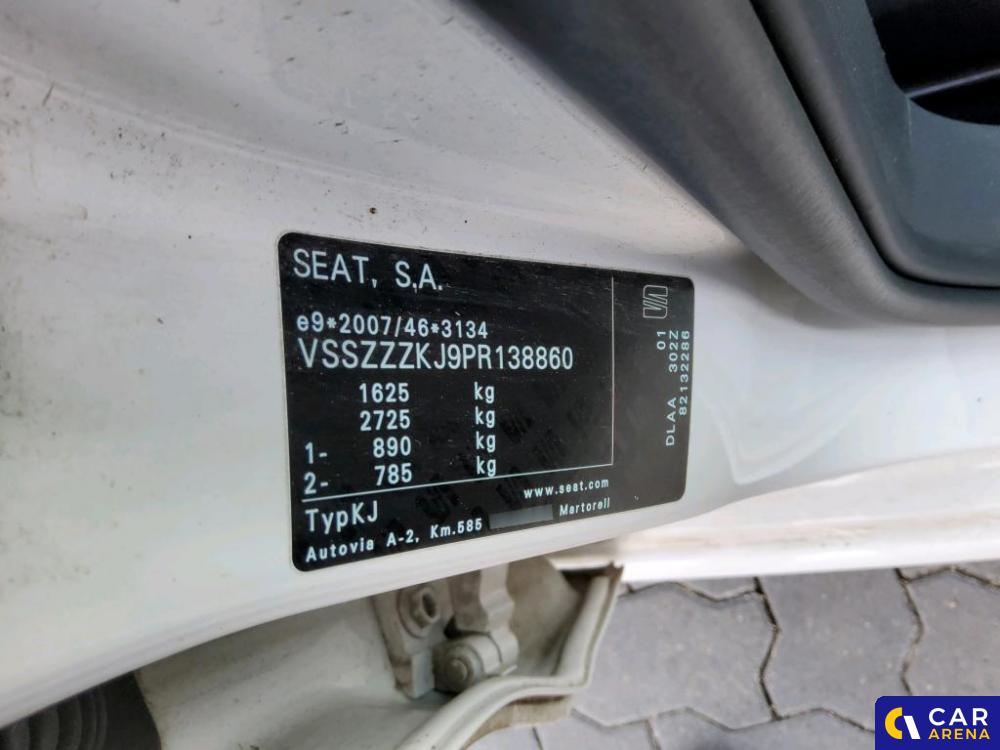 SEAT, S.A.
e9*2007/46*3134
VSSZZZKJ9PR138860
1625 kg
2725 kg
1- 890 kg
2- 785 kg
www.seat.com
TypKJ
Autovia A-2, Km.585 Martorell
01
DLAA 302Z
82132286
CAR
ARENA